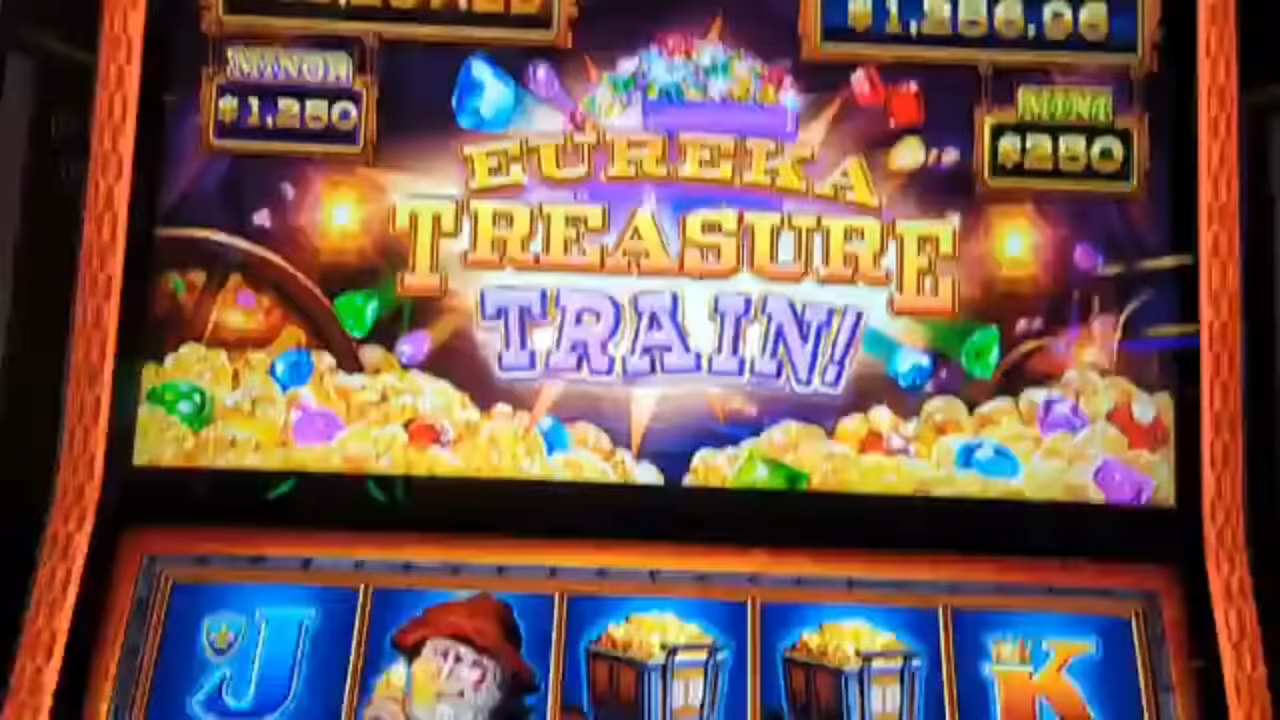 $1,256.06
MINOR
$1,250
MINI
$250
EUREKA
TREASURE
TRAIN!
J
K